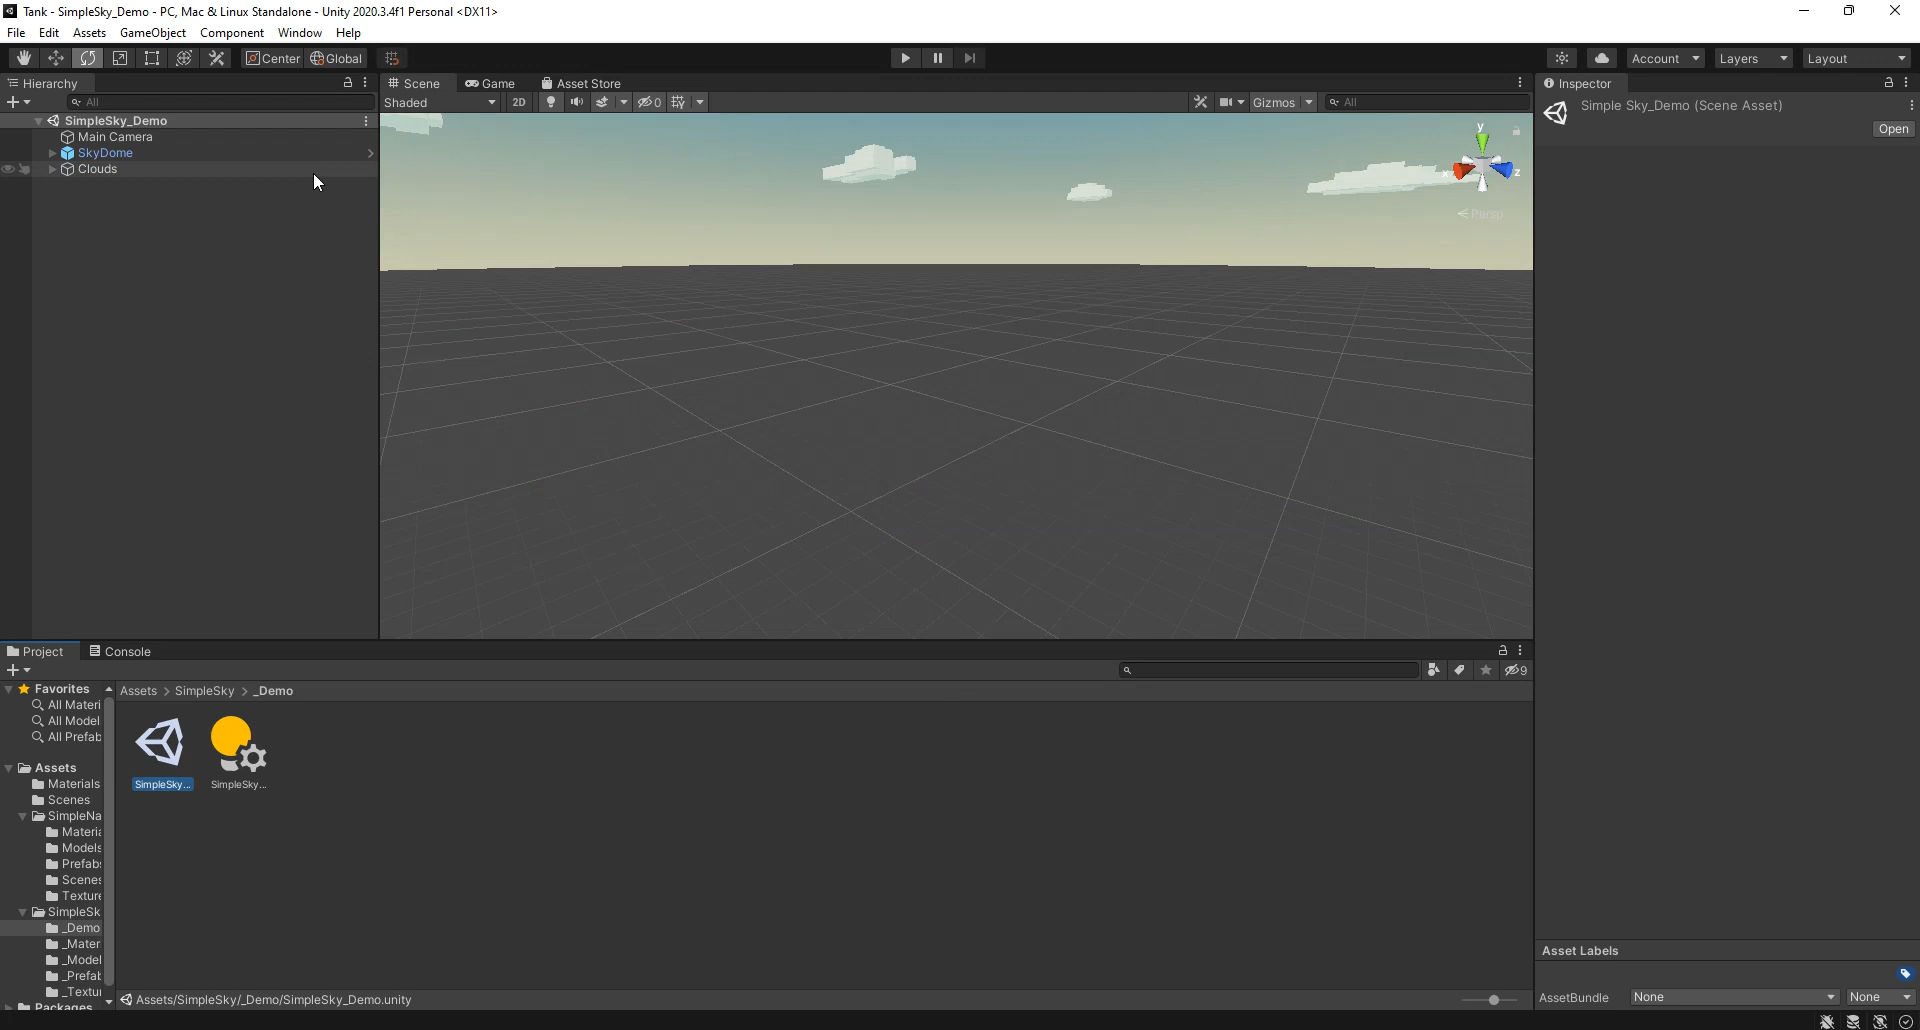 Tank - SimpleSky_Demo - PC, Mac & Linux Standalone - Unity 2020.3.4f1 Personal <DX11>
File Edit Assets GameObject Component Window Help
Center Global Account Layers Layout
Hierarchy
All
SimpleSky_Demo
Main Camera
SkyDome
Clouds
Scene Game Asset Store
Shaded 2D 0 Gizmos All
y
x
z
Persp
Inspector
Simple Sky_Demo (Scene Asset)
Open
Project Console
9
Favorites
All Materi
All Model
All Prefab
Assets
Materials
Scenes
SimpleNa
Materia
Models
Prefabs
Scenes
Texture
SimpleSk
_Demo
_Mater
_Model
_Prefab
_Textur
Packages
Assets > SimpleSky > _Demo
SimpleSky... SimpleSky...
Assets/SimpleSky/_Demo/SimpleSky_Demo.unity
Asset Labels
AssetBundle None None